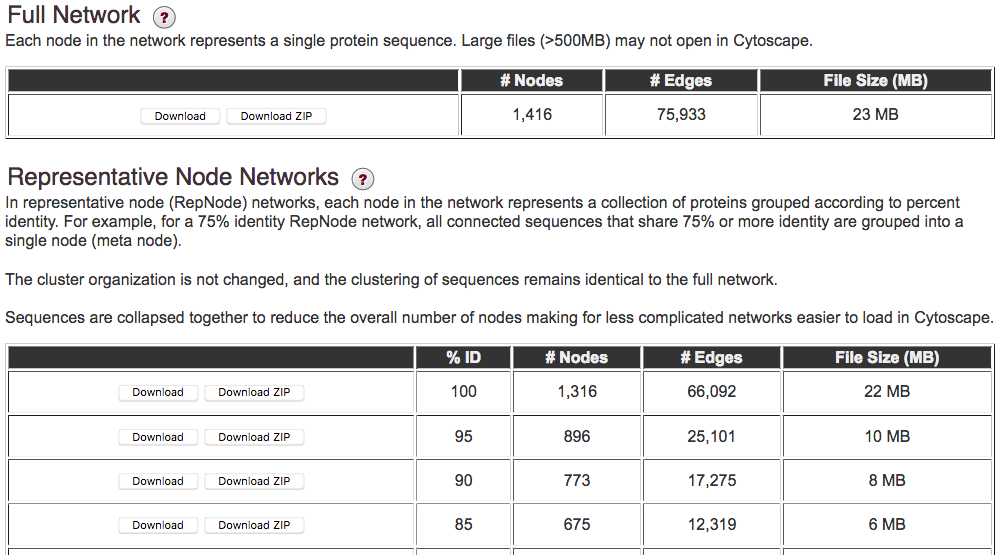 Full Network ?
Each node in the network represents a single protein sequence. Large files (>500MB) may not open in Cytoscape.
# Nodes # Edges File Size (MB)
Download Download ZIP 1,416 75,933 23 MB
Representative Node Networks ?
In representative node (RepNode) networks, each node in the network represents a collection of proteins grouped according to percent
identity. For example, for a 75% identity RepNode network, all connected sequences that share 75% or more identity are grouped into a
single node (meta node).
The cluster organization is not changed, and the clustering of sequences remains identical to the full network.
Sequences are collapsed together to reduce the overall number of nodes making for less complicated networks easier to load in Cytoscape.
% ID # Nodes # Edges File Size (MB)
Download Download ZIP 100 1,316 66,092 22 MB
Download Download ZIP 95 896 25,101 10 MB
Download Download ZIP 90 773 17,275 8 MB
Download Download ZIP 85 675 12,319 6 MB